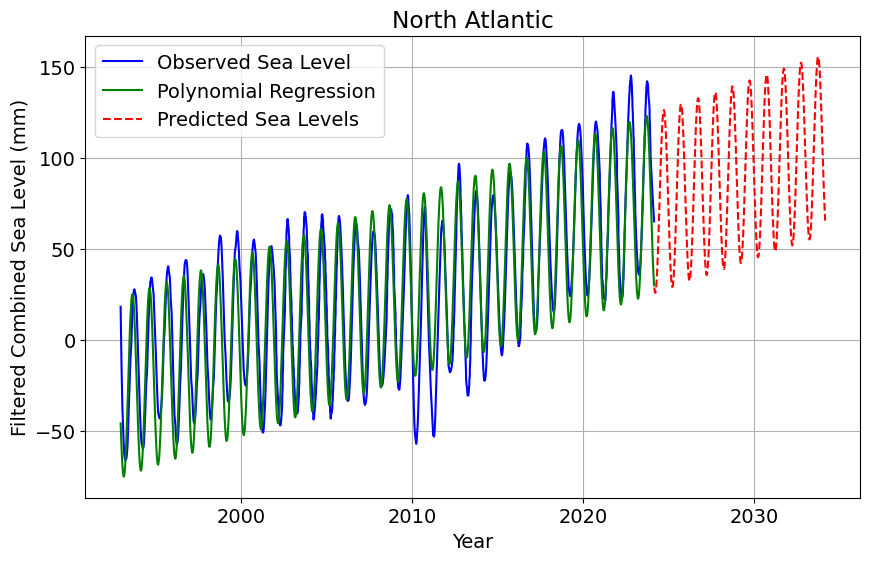 North Atlantic
Observed Sea Level
Polynomial Regression
Predicted Sea Levels
Filtered Combined Sea Level (mm)
150
100
50
0
−50
2000
2010
2020
2030
Year